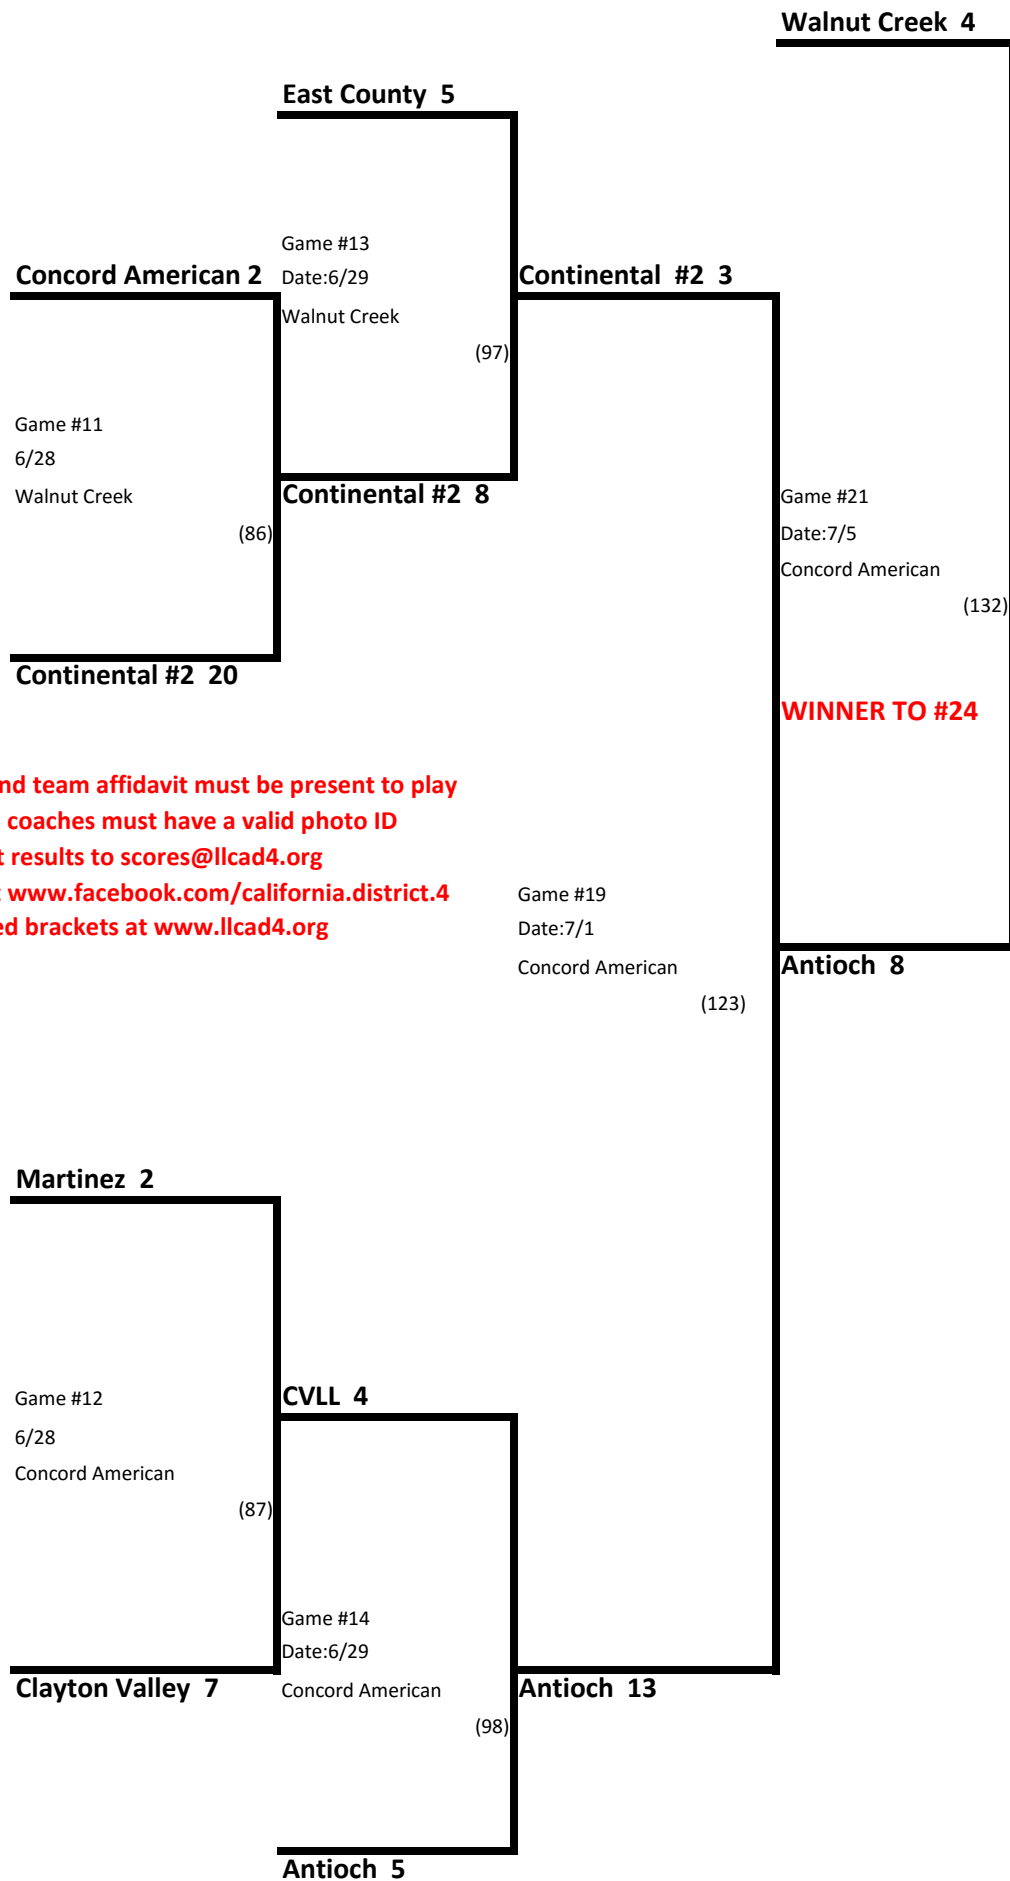 Walnut Creek  4
East County  5
Game #13
Concord American 2
Date:6/29
Continental  #2  3
Walnut Creek
(97)
Game #11
6/28
Walnut Creek
Continental #2  8
Game #21
(86)
Date:7/5
Concord American
(132)
Continental #2  20
WINNER TO #24
team affidavit must be present to play
coaches must have a valid photo ID
results to scores@llcad4.org
www.facebook.com/california.district.4
Game #19
brackets at www.llcad4.org
Date:7/1
Concord American
Antioch  8
(123)
Martinez  2
Game #12
CVLL  4
6/28
Concord American
(87)
Game #14
Date:6/29
Clayton Valley  7
Concord American
Antioch  13
(98)
Antioch  5